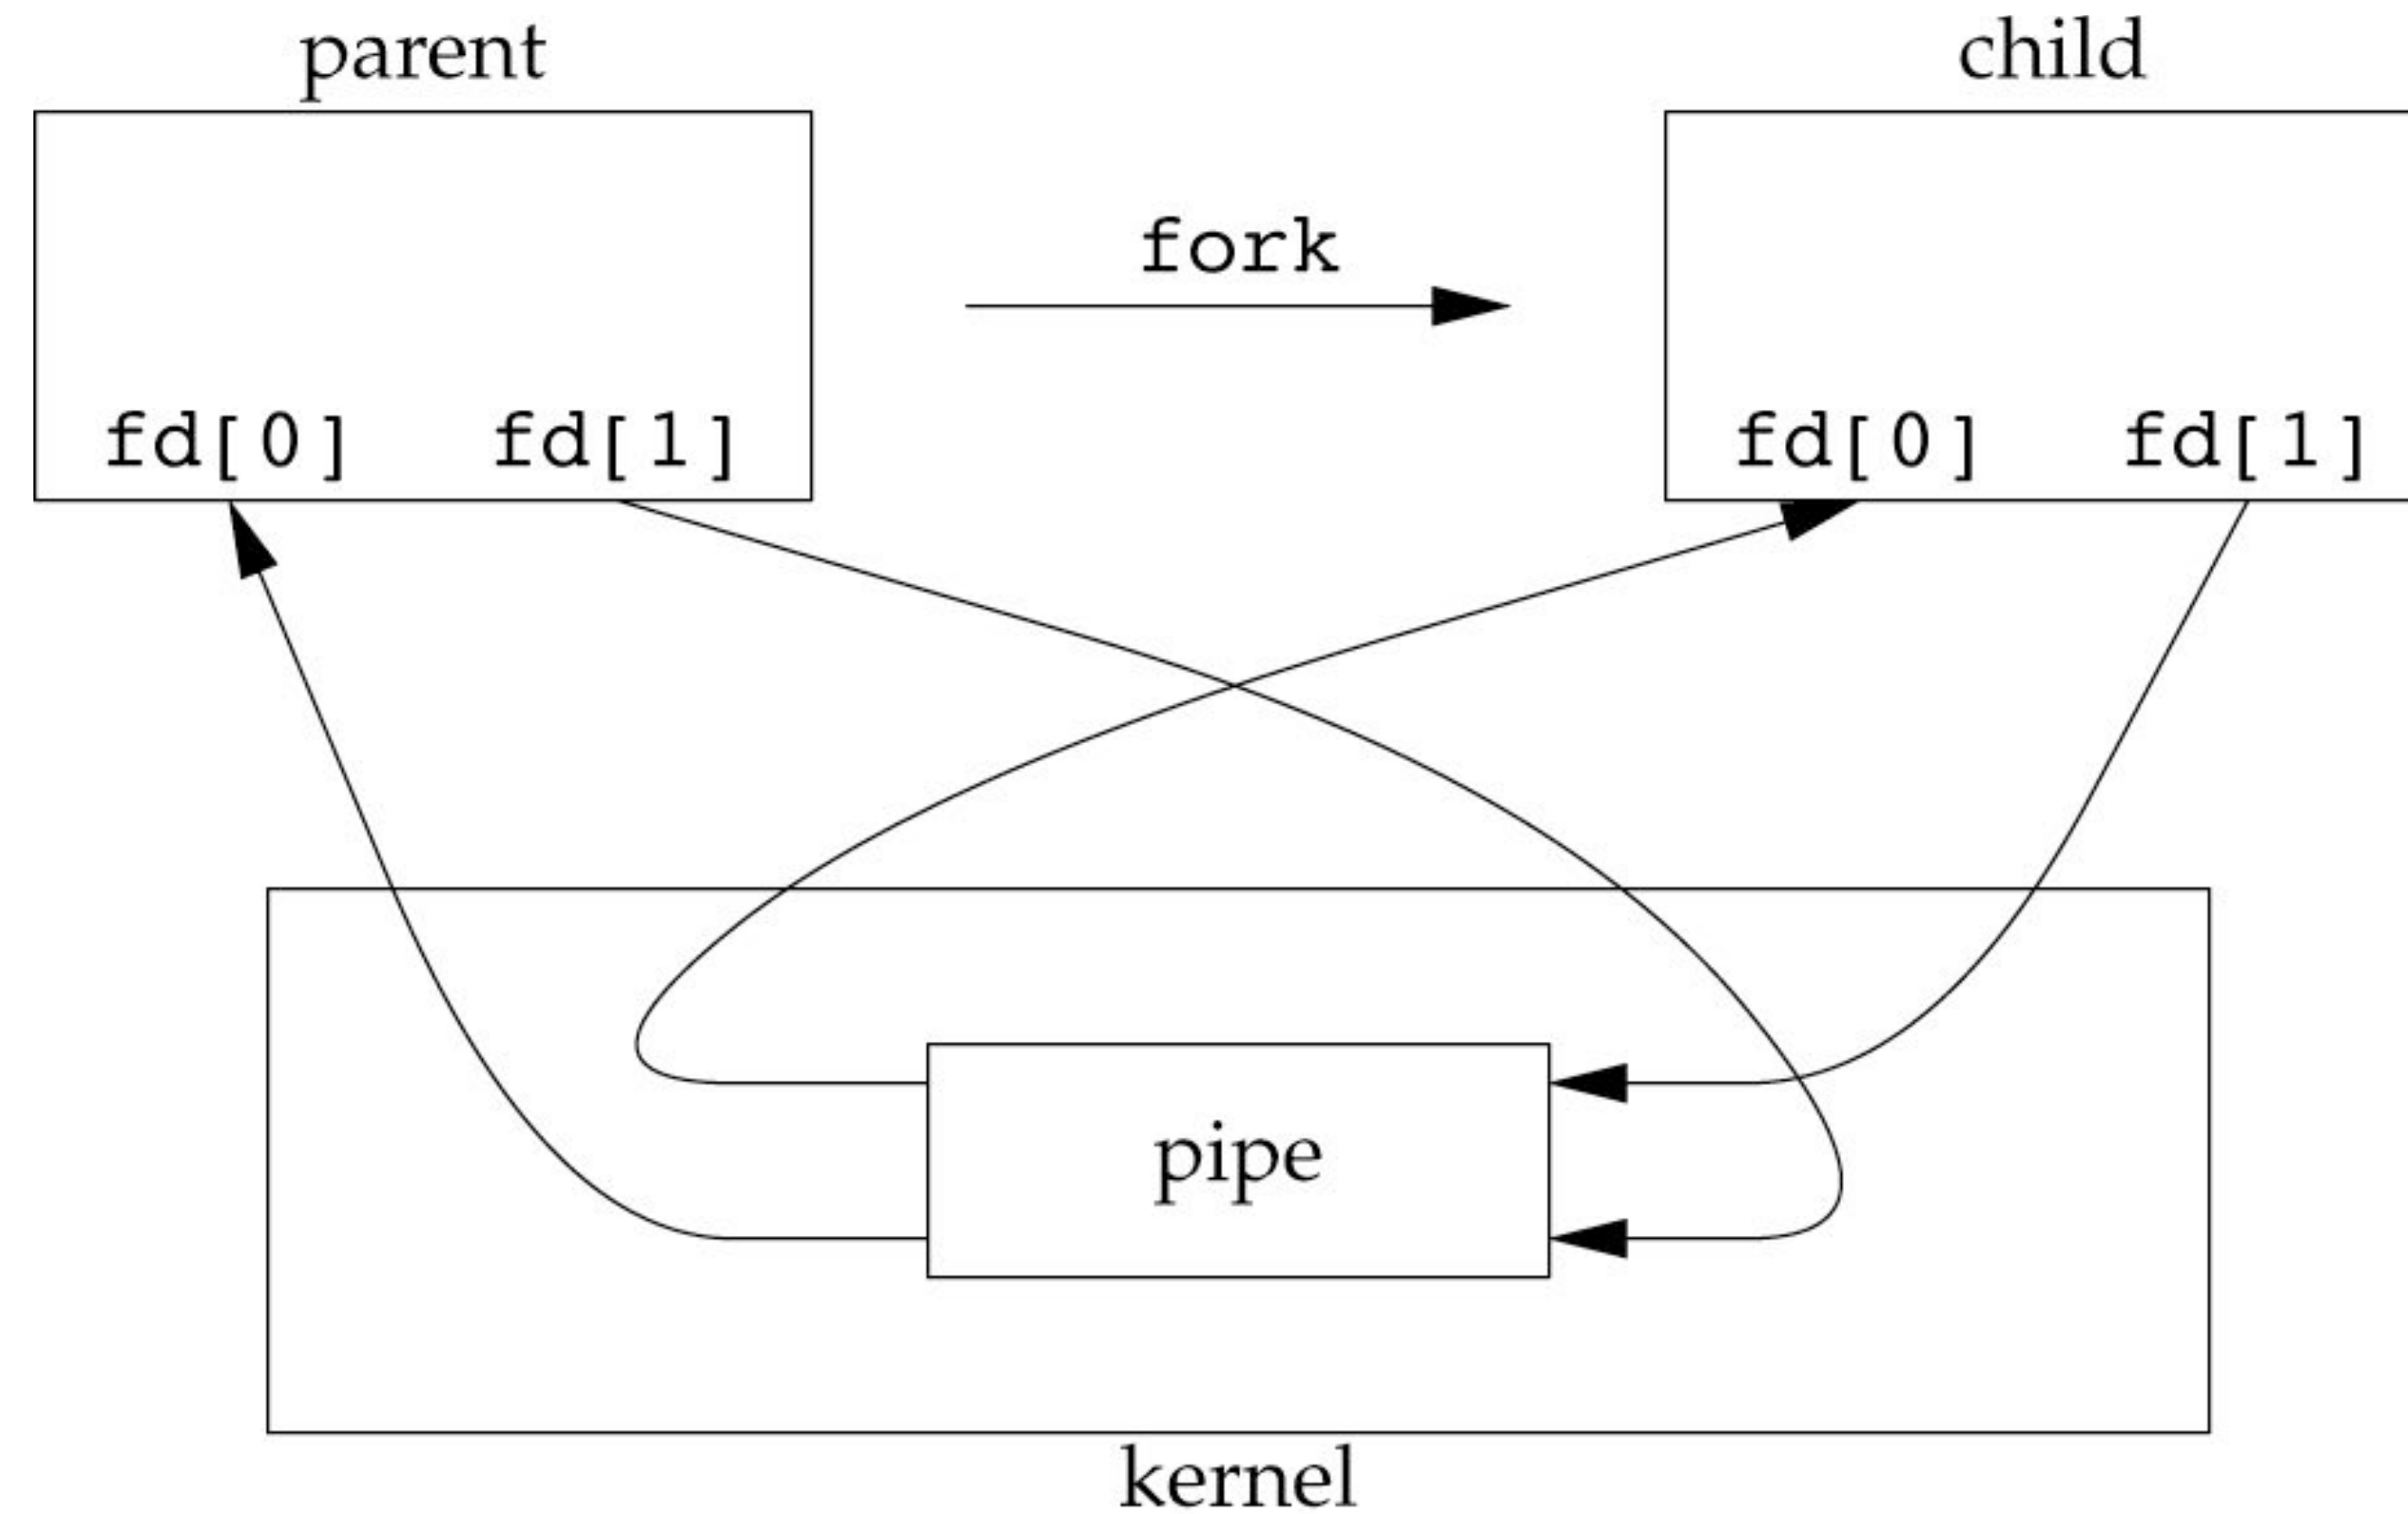 parent
child
fork
fd[0] fd[1]
fd[0] fd[1]
pipe
kernel